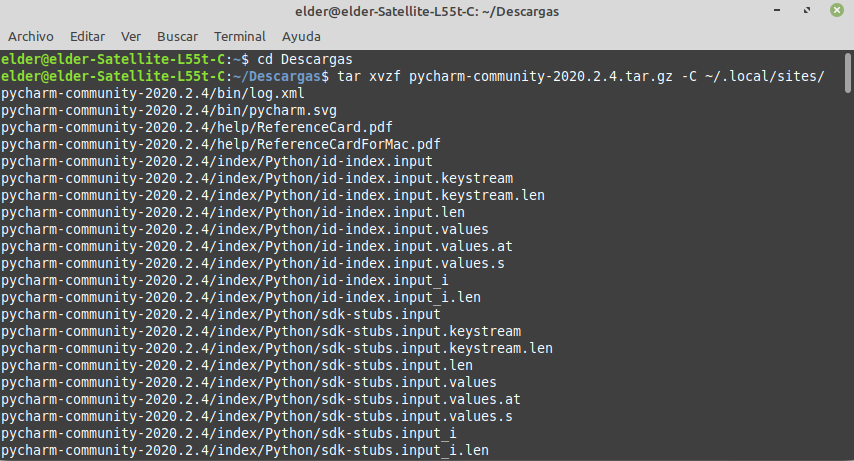 elder@elder-Satellite-L55t-C: ~/Descargas
Archivo Editar Ver Buscar Terminal Ayuda
elder@elder-Satellite-L55t-C:~$ cd Descargas
elder@elder-Satellite-L55t-C:~/Descargas$ tar xvzf pycharm-community-2020.2.4.tar.gz -C ~/.local/sites/
pycharm-community-2020.2.4/bin/log.xml
pycharm-community-2020.2.4/bin/pycharm.svg
pycharm-community-2020.2.4/help/ReferenceCard.pdf
pycharm-community-2020.2.4/help/ReferenceCardForMac.pdf
pycharm-community-2020.2.4/index/Python/id-index.input
pycharm-community-2020.2.4/index/Python/id-index.input.keystream
pycharm-community-2020.2.4/index/Python/id-index.input.keystream.len
pycharm-community-2020.2.4/index/Python/id-index.input.len
pycharm-community-2020.2.4/index/Python/id-index.input.values
pycharm-community-2020.2.4/index/Python/id-index.input.values.at
pycharm-community-2020.2.4/index/Python/id-index.input.values.s
pycharm-community-2020.2.4/index/Python/id-index.input_i
pycharm-community-2020.2.4/index/Python/id-index.input_i.len
pycharm-community-2020.2.4/index/Python/sdk-stubs.input
pycharm-community-2020.2.4/index/Python/sdk-stubs.input.keystream
pycharm-community-2020.2.4/index/Python/sdk-stubs.input.keystream.len
pycharm-community-2020.2.4/index/Python/sdk-stubs.input.len
pycharm-community-2020.2.4/index/Python/sdk-stubs.input.values
pycharm-community-2020.2.4/index/Python/sdk-stubs.input.values.at
pycharm-community-2020.2.4/index/Python/sdk-stubs.input.values.s
pycharm-community-2020.2.4/index/Python/sdk-stubs.input_i
pycharm-community-2020.2.4/index/Python/sdk-stubs.input_i.len